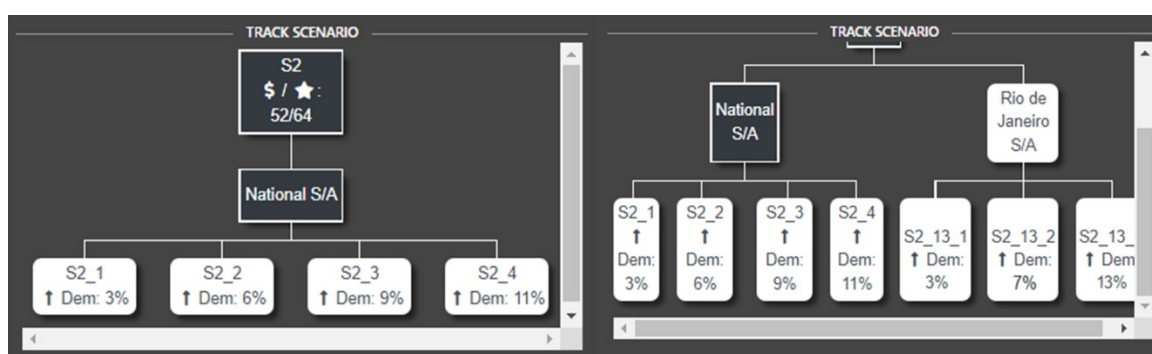 TRACK SCENARIO
S2
$ / ★ :
52/64
National S/A
S2_1
↑ Dem: 3%
S2_2
↑ Dem: 6%
S2_3
↑ Dem: 9%
S2_4
↑ Dem: 11%
TRACK SCENARIO
National
S/A
Rio de
Janeiro
S/A
S2_1
↑
Dem:
3%
S2_2
↑
Dem:
6%
S2_3
↑
Dem:
9%
S2_4
↑
Dem:
11%
S2_13_1
↑ Dem:
3%
S2_13_2
↑ Dem:
7%
S2_13_
↑ Dem
13%